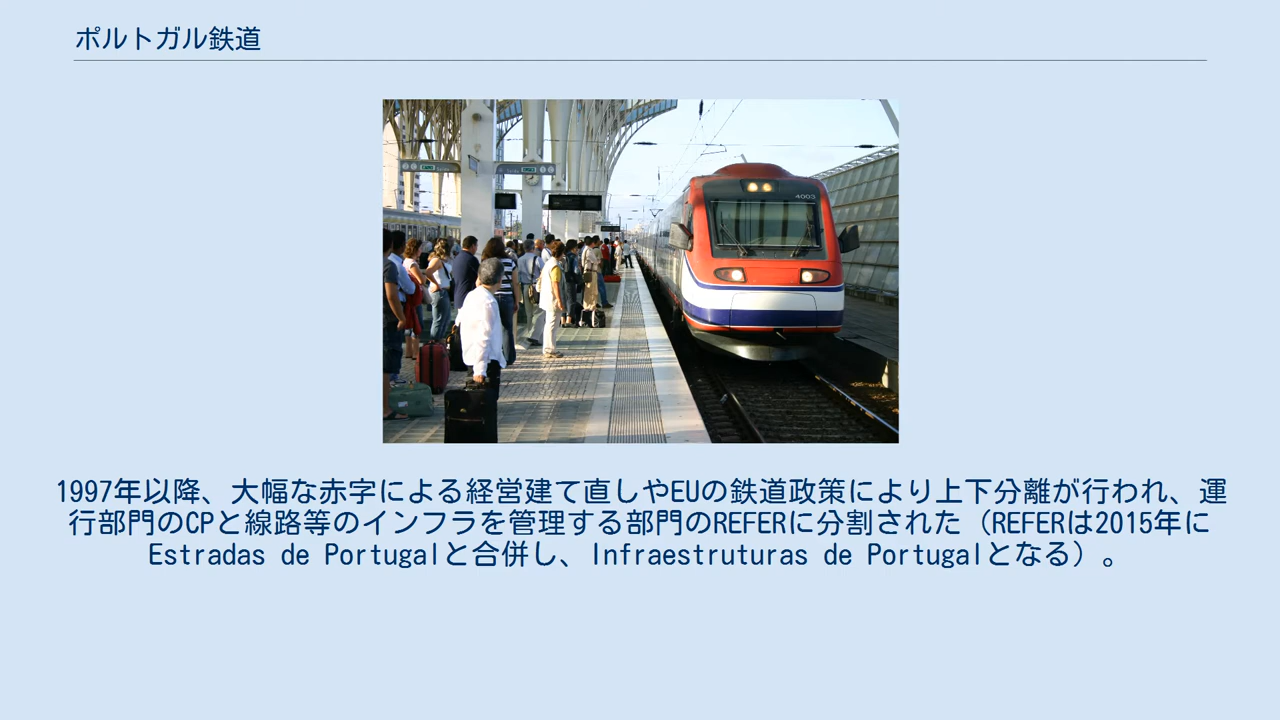 ポルトガル鉄道
4003
1997年以降、大幅な赤字による経営建て直しやEUの鉄道政策により上下分離が行われ、運
行部門のCPと線路等のインフラを管理する部門のREFERに分割された（REFERは2015年に
Estradas de Portugalと合併し、Infraestruturas de Portugalとなる）。